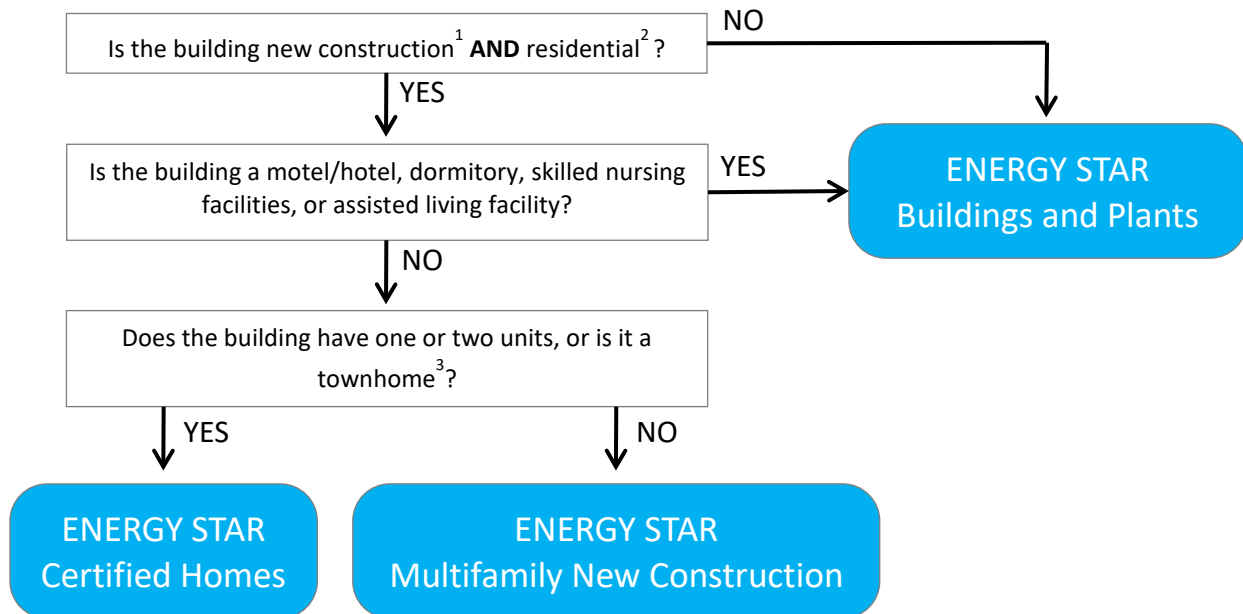 Is the building new construction1 AND residential2 ?
NO
YES
Is the building a motel/hotel, dormitory, skilled nursing
facilities, or assisted living facility?
YES
ENERGY STAR
Buildings and Plants
NO
Does the building have one or two units, or is it a
townhome3?
YES
NO
ENERGY STAR
Certified Homes
ENERGY STAR
Multifamily New Construction